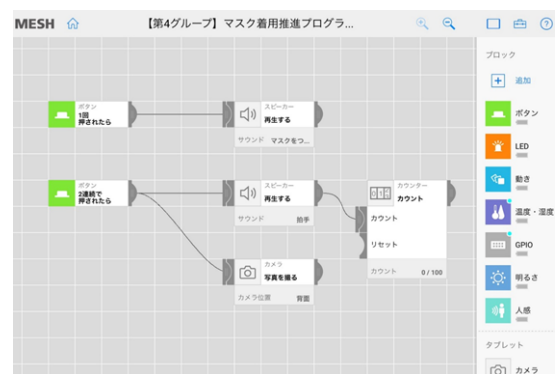 MESH
【第4グループ】マスク着用推進プログラ...
ブロック
追加
ボタン
1回
押されたら
スピーカー
再生する
サウンド マスクをつ...
ボタン
2連続で
押されたら
スピーカー
再生する
サウンド 拍手
カウンター
カウント
カウント
リセット
カウント 0 / 100
カメラ
写真を撮る
カメラ位置 背面
ボタン
LED
動き
温度・湿度
GPIO
明るさ
人感
タブレット
カメラ